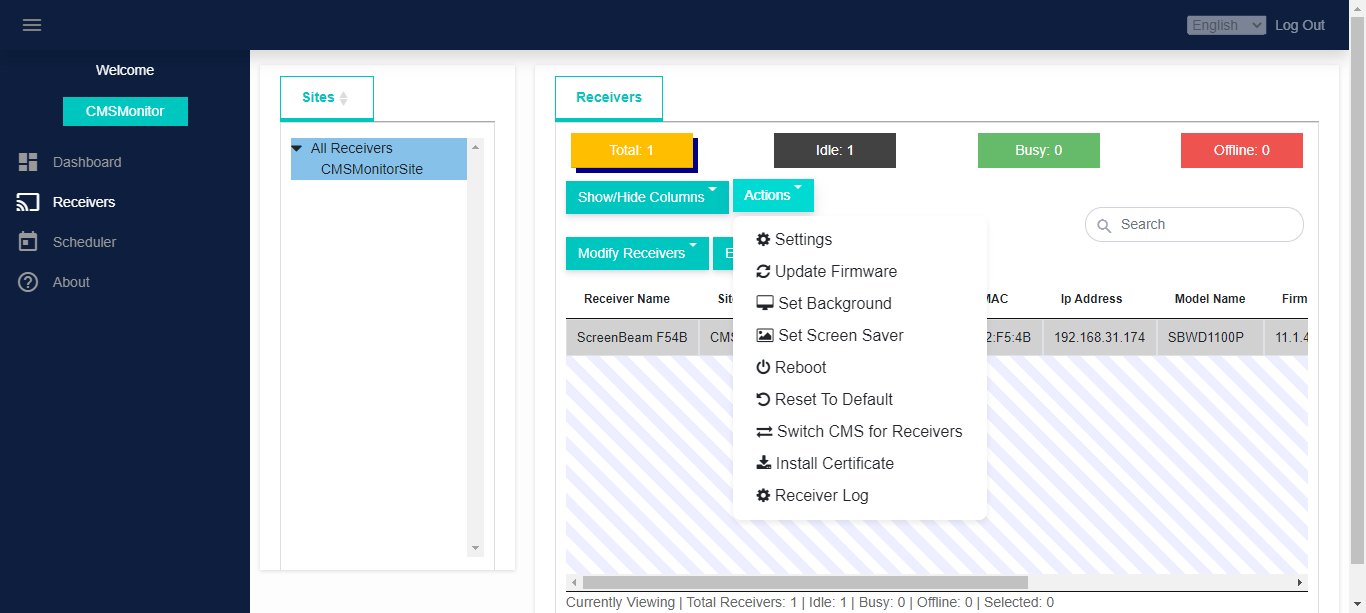 English
Log Out
Welcome
CMSMonitor
Dashboard
Receivers
Scheduler
About
Sites
All Receivers
CMSMonitorSite
Receivers
Total: 1
Idle: 1
Busy: 0
Offline: 0
Show/Hide Columns
Actions
Search
Modify Receivers
E
Settings
Update Firmware
Set Background
Set Screen Saver
Reboot
Reset To Default
Switch CMS for Receivers
Install Certificate
Receiver Log
Receiver Name Sit MAC Ip Address Model Name Firm
ScreenBeam F54B CMS 2:F5:4B 192.168.31.174 SBWD1100P 11.1.4
Currently Viewing | Total Receivers: 1 | Idle: 1 | Busy: 0 | Offline: 0 | Selected: 0